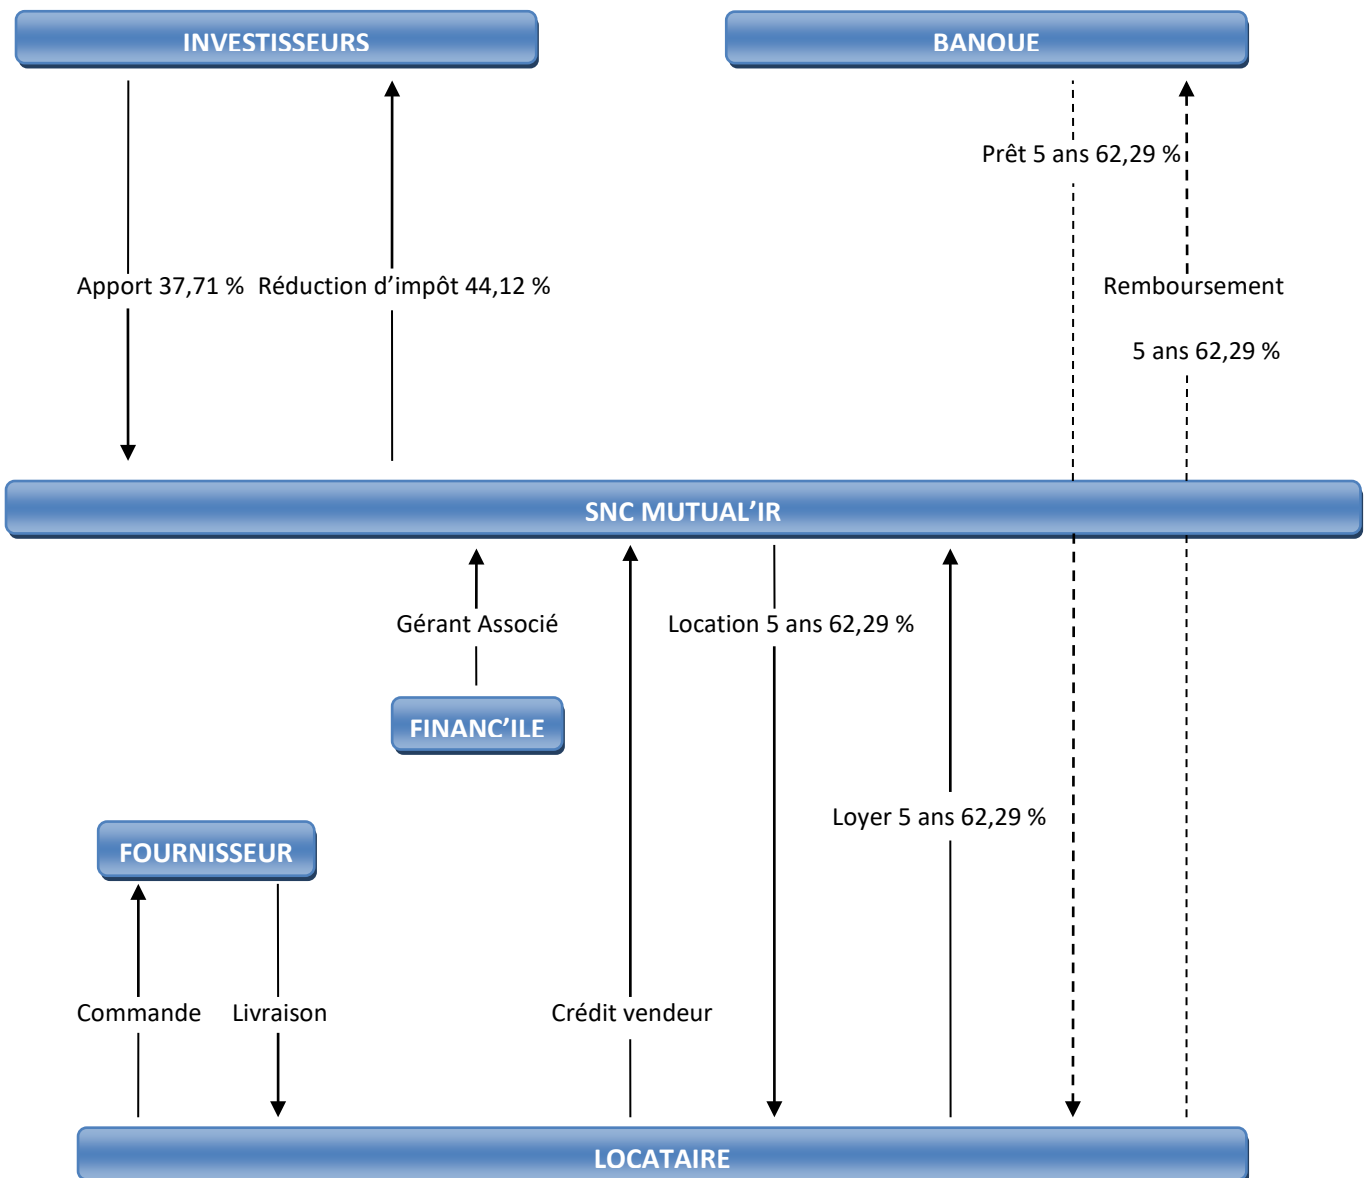 INVESTISSEURS
BANQUE
Prêt 5 ans 62,29 %
Apport 37,71 %
Réduction d’impôt 44,12 %
Remboursement
5 ans 62,29 %
SNC MUTUAL’IR
Gérant Associé
Location 5 ans 62,29 %
FINANC’ILE
Loyer 5 ans 62,29 %
FOURNISSEUR
Commande
Livraison
Crédit vendeur
LOCATAIRE